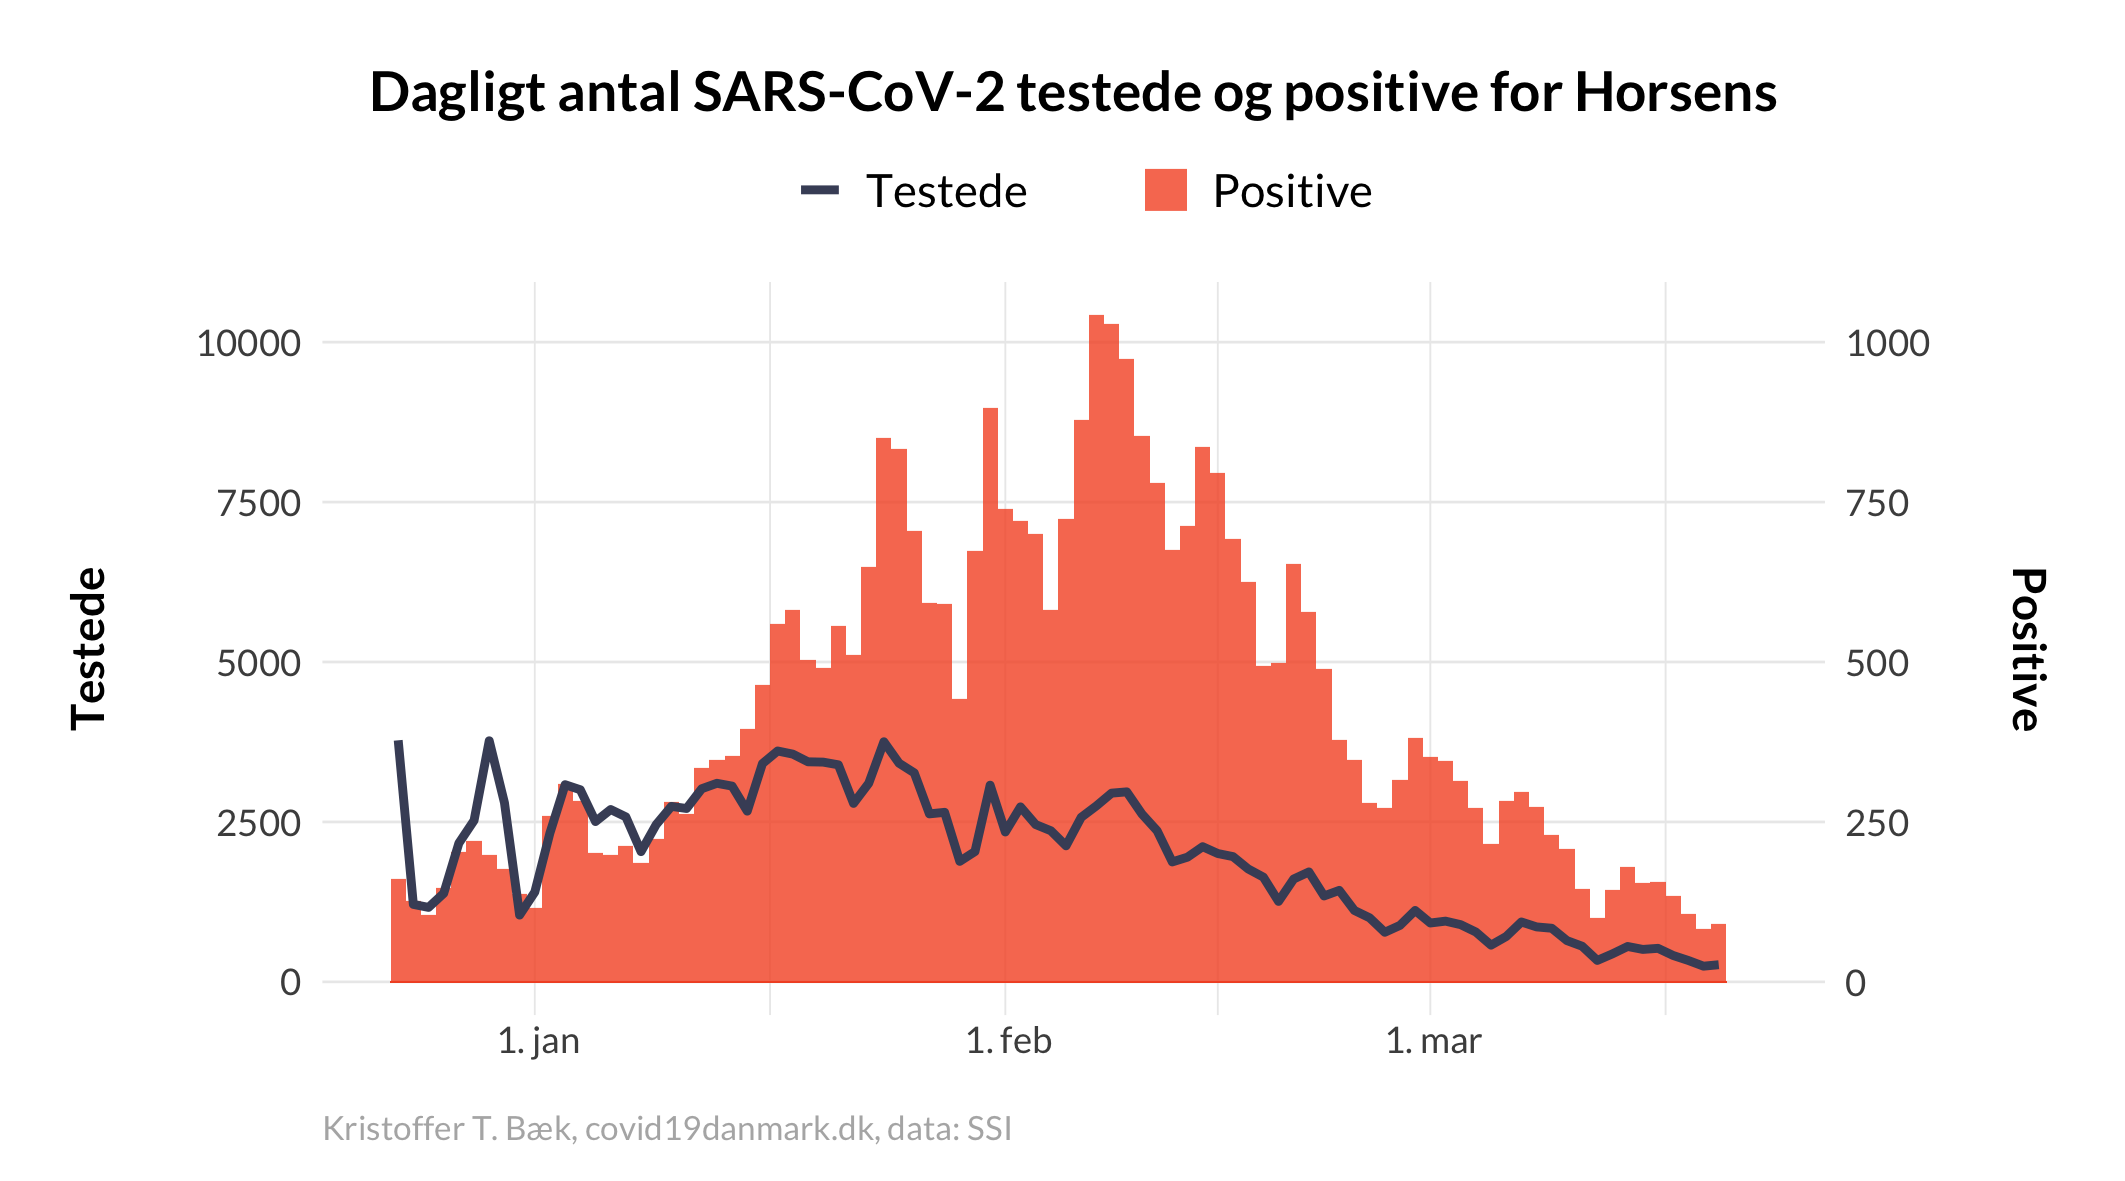 Dagligt antal SARS-CoV-2 testede og positive for Horsens
Testede
Positive
10000
7500
5000
2500
0
Testede
1000
750
500
250
0
Positive
1. jan
1. feb
1. mar
Kristoffer T. Bæk, covid19danmark.dk, data: SSI